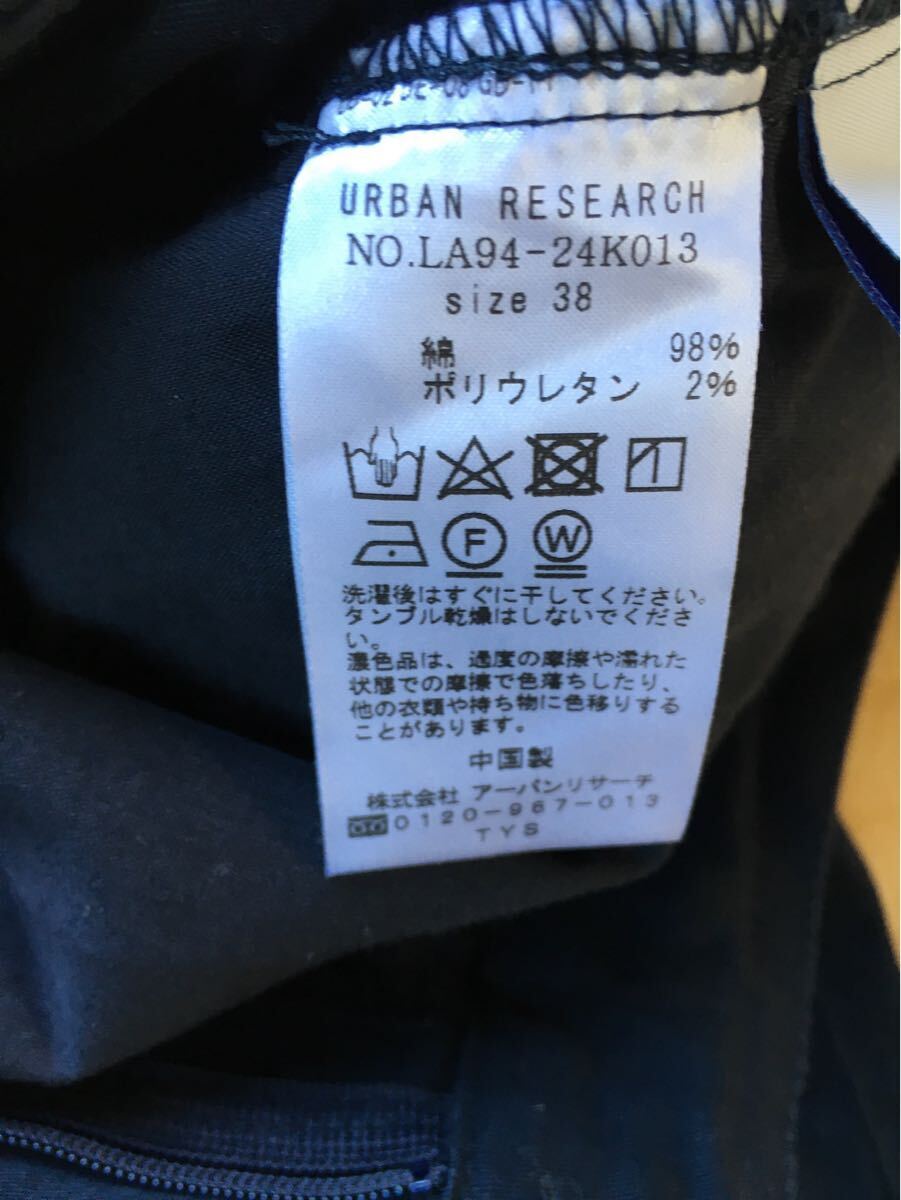 URBAN RESEARCH
NO.LA94-24K013
size 38
綿 98%
ポリウレタン 2%
F W
洗濯後はすぐに干してください。
タンブル乾燥はしないでくださ
い。
濃色品は、過度の摩擦や濡れた
状態での摩擦で色落ちしたり、
他の衣類や持ち物に色移りする
ことがあります。
中国製
株式会社 アーバンリサーチ
0120-967-013
TYS